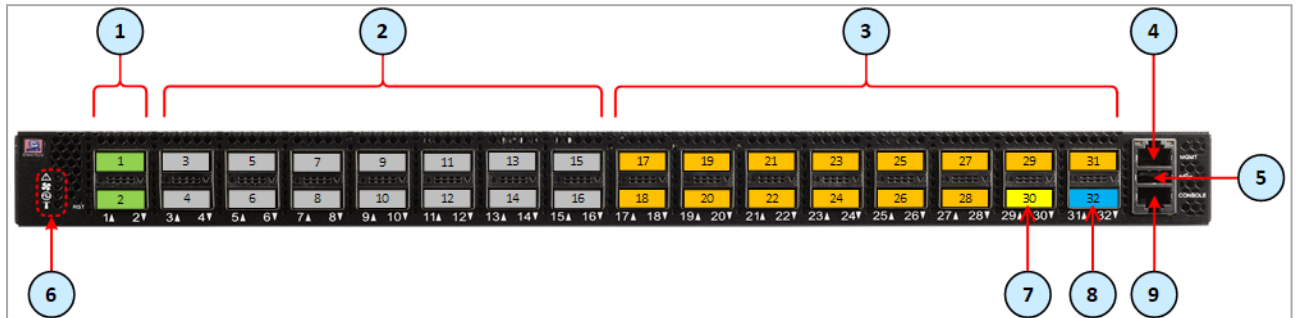 1 2 3 4
1 3 5 7 9 11 13 15 17 19 21 23 25 27 29 31
MGMT
5
2 4 6 8 10 12 14 16 18 20 22 24 26 28 30 32
CONSOLE
RST
1▲ 2▼ 3▲ 4▼ 5▲ 6▼ 7▲ 8▼ 9▲ 10▼ 11▲ 12▼ 13▲ 14▼ 15▲ 16▼ 17▲ 18▼ 19▲ 20▼ 21▲ 22▼ 23▲ 24▼ 25▲ 26▼ 27▲ 28▼ 29▲ 30▼ 31▲ 32▼
6 7 8 9